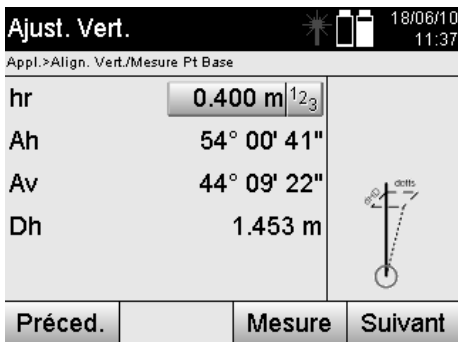 Ajust. Vert.
18/06/10
11:37
Appl.>Align. Vert./Mesure Pt Base
hr 0.400 m 123
Ah 54° 00' 41"
Av 44° 09' 22"
Dh 1.453 m
Préced. Mesure Suivant